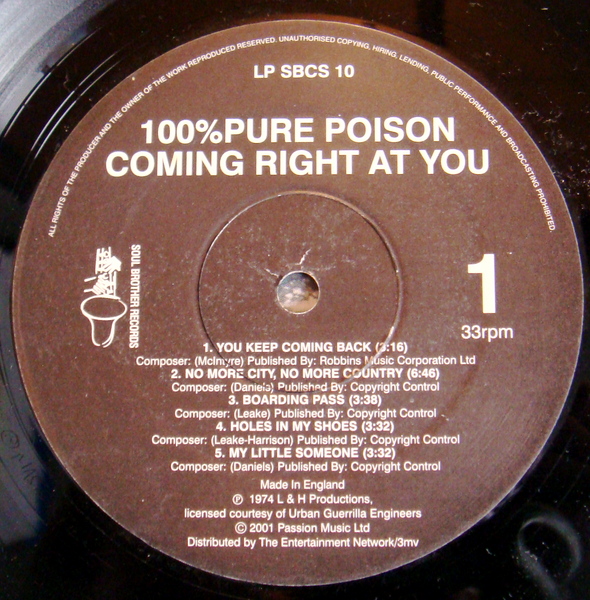 ALL RIGHTS OF THE PRODUCER AND THE OWNER OF THE WORK REPRODUCED RESERVED. UNAUTHORISED COPYING, HIRING, LENDING, PUBLIC PERFORMANCE AND BROADCASTING PROHIBITED.
LP SBCS 10
100%PURE POISON
COMING RIGHT AT YOU
SOUL BROTHER RECORDS
1
33rpm
1. YOU KEEP COMING BACK (3:16)
Composer: (McIntyre) Published By: Robbins Music Corporation Ltd
2. NO MORE CITY, NO MORE COUNTRY (6:46)
Composer: (Daniels) Published By: Copyright Control
3. BOARDING PASS (3:38)
Composer: (Leake) Published By: Copyright Control
4. HOLES IN MY SHOES (3:32)
Composer: (Leake-Harrison) Published By: Copyright Control
5. MY LITTLE SOMEONE (3:32)
Composer: (Daniels) Published By: Copyright Control
Made In England
℗ 1974 L & H Productions,
licensed courtesy of Urban Guerrilla Engineers
© 2001 Passion Music Ltd
Distributed by The Entertainment Network/3mv